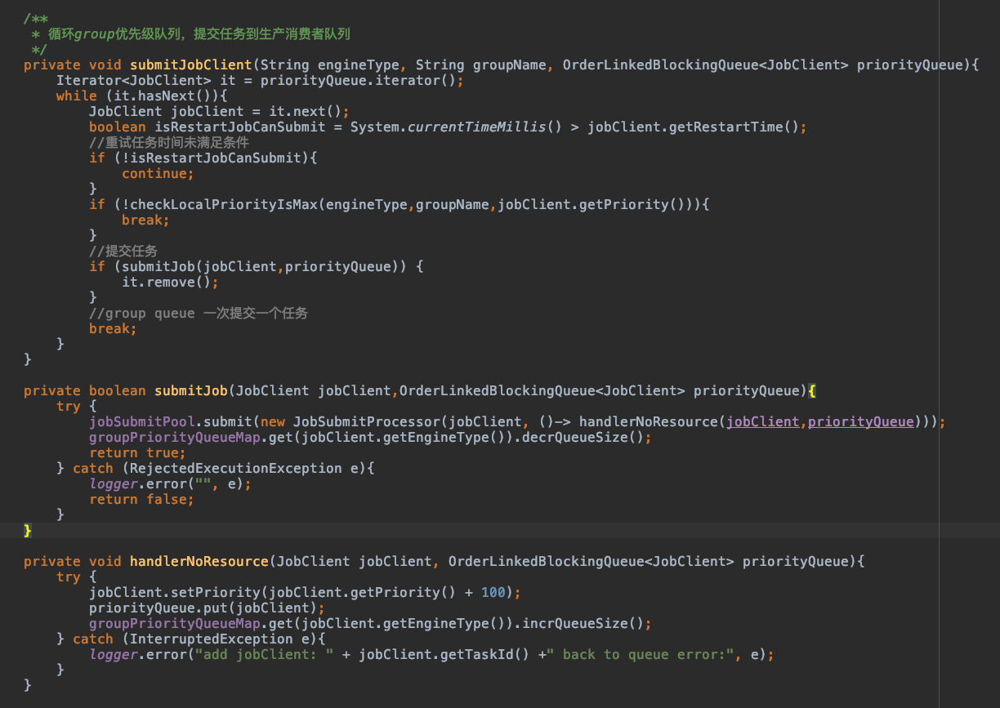 /**
 * 循环group优先级队列，提交任务到生产消费者队列
 */
private void submitJobClient(String engineType, String groupName, OrderLinkedBlockingQueue<JobClient> priorityQueue){
    Iterator<JobClient> it = priorityQueue.iterator();
    while (it.hasNext()){
        JobClient jobClient = it.next();
        boolean isRestartJobCanSubmit = System.currentTimeMillis() > jobClient.getRestartTime();
        //重试任务时间未满足条件
        if (!isRestartJobCanSubmit){
            continue;
        }
        if (!checkLocalPriorityIsMax(engineType,groupName,jobClient.getPriority())){
            break;
        }
        //提交任务
        if (submitJob(jobClient,priorityQueue)) {
            it.remove();
        }
        //group queue 一次提交一个任务
        break;
    }
}

private boolean submitJob(JobClient jobClient,OrderLinkedBlockingQueue<JobClient> priorityQueue){
    try {
        jobSubmitPool.submit(new JobSubmitProcessor(jobClient, ()-> handlerNoResource(jobClient,priorityQueue)));
        groupPriorityQueueMap.get(jobClient.getEngineType()).decrQueueSize();
        return true;
    } catch (RejectedExecutionException e){
        logger.error("", e);
        return false;
    }
}

private void handlerNoResource(JobClient jobClient, OrderLinkedBlockingQueue<JobClient> priorityQueue){
    try {
        jobClient.setPriority(jobClient.getPriority() + 100);
        priorityQueue.put(jobClient);
        groupPriorityQueueMap.get(jobClient.getEngineType()).incrQueueSize();
    } catch (InterruptedException e){
        logger.error("add jobClient: " + jobClient.getTaskId() +" back to queue error:", e);
    }
}